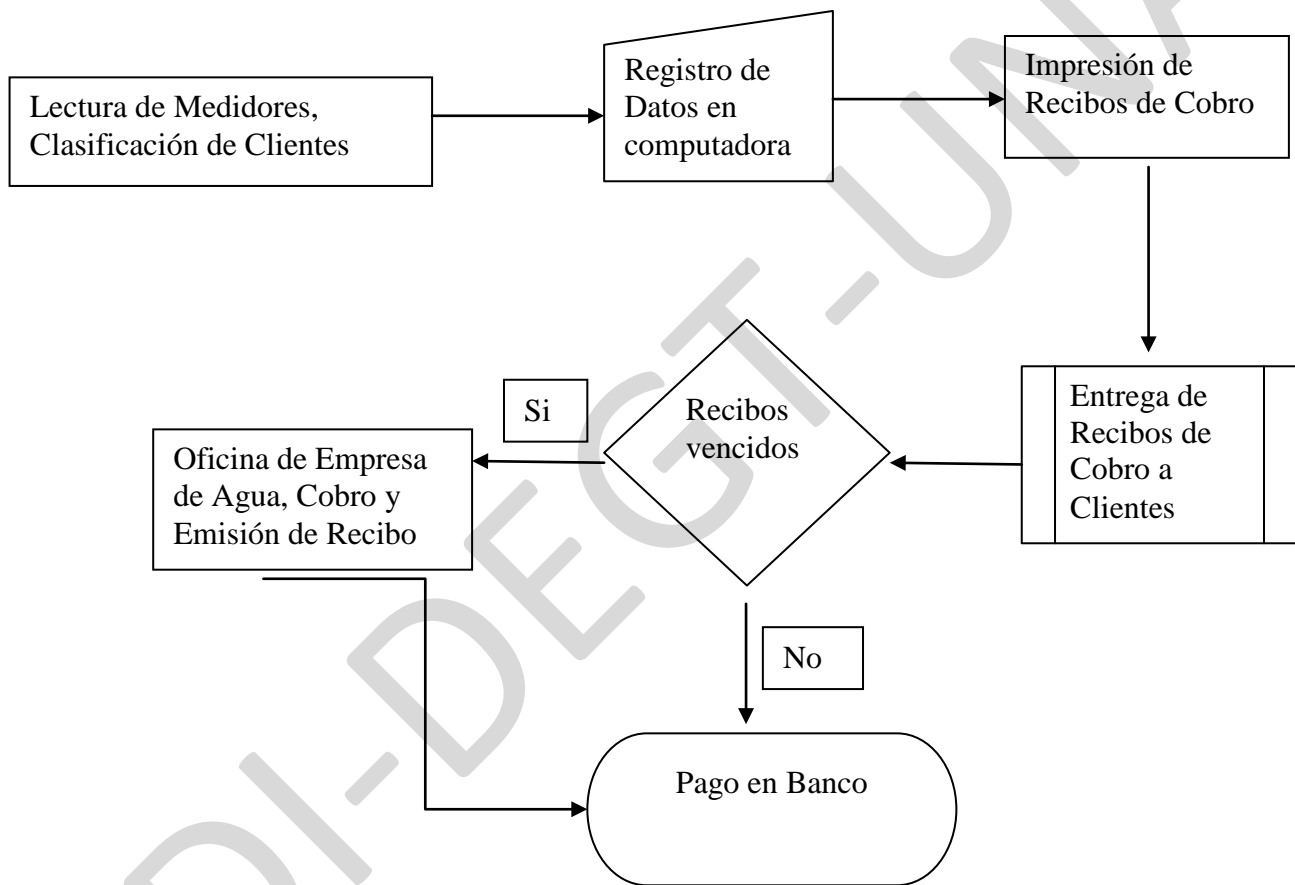 Lectura de Medidores,
Clasificación de Clientes
Registro de
Datos en
computadora
Impresión de
Recibos de Cobro
Entrega de
Recibos de
Cobro a
Clientes
Recibos
vencidos
Si
Oficina de Empresa
de Agua, Cobro y
Emisión de Recibo
No
Pago en Banco
DI-DEGT-UNA